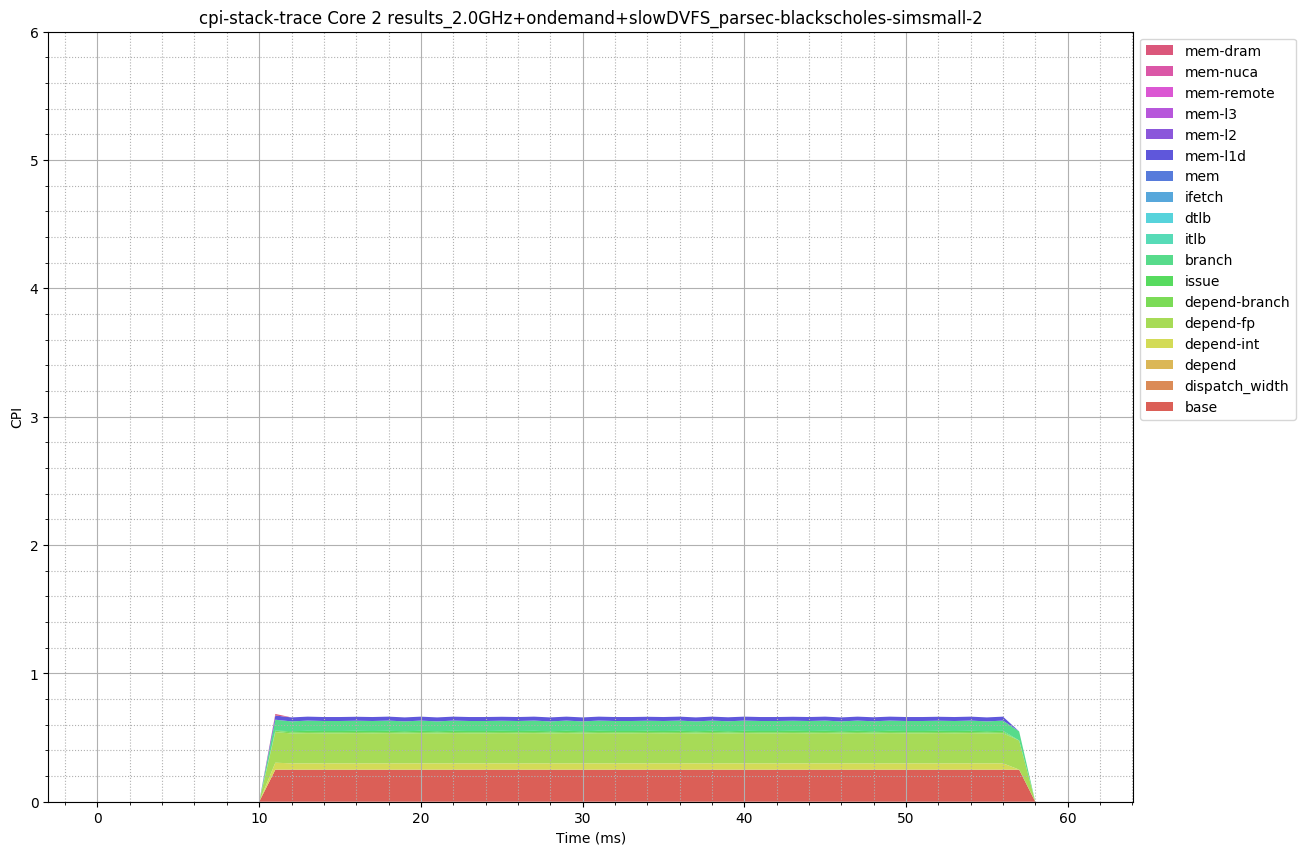 cpi-stack-trace Core 2 results_2.0GHz+ondemand+slowDVFS_parsec-blackscholes-simsmall-2
6
5
4
3
2
1
0
CPI
0 10 20 30 40 50 60
Time (ms)
mem-dram
mem-nuca
mem-remote
mem-l3
mem-l2
mem-l1d
mem
ifetch
dtlb
itlb
branch
issue
depend-branch
depend-fp
depend-int
depend
dispatch_width
base